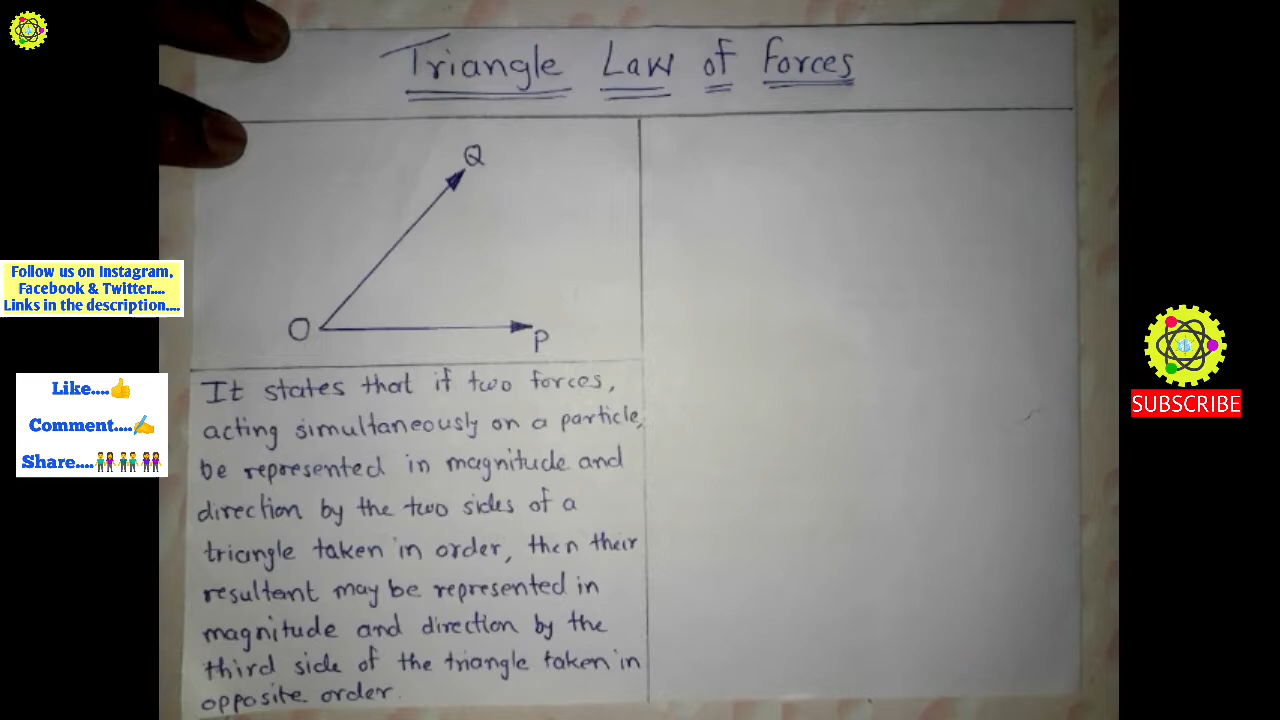 Triangle Law of Forces
Q
O
P
It states that if two forces,
acting simultaneously on a particle,
be represented in magnitude and
direction by the two sides of a
triangle taken in order, then their
resultant may be represented in
magnitude and direction by the
third side of the triangle taken in
opposite order.
Follow us on Instagram,
Facebook & Twitter....
Links in the description....
Like....👍
Comment....✍
Share....👫👬👭
SUBSCRIBE